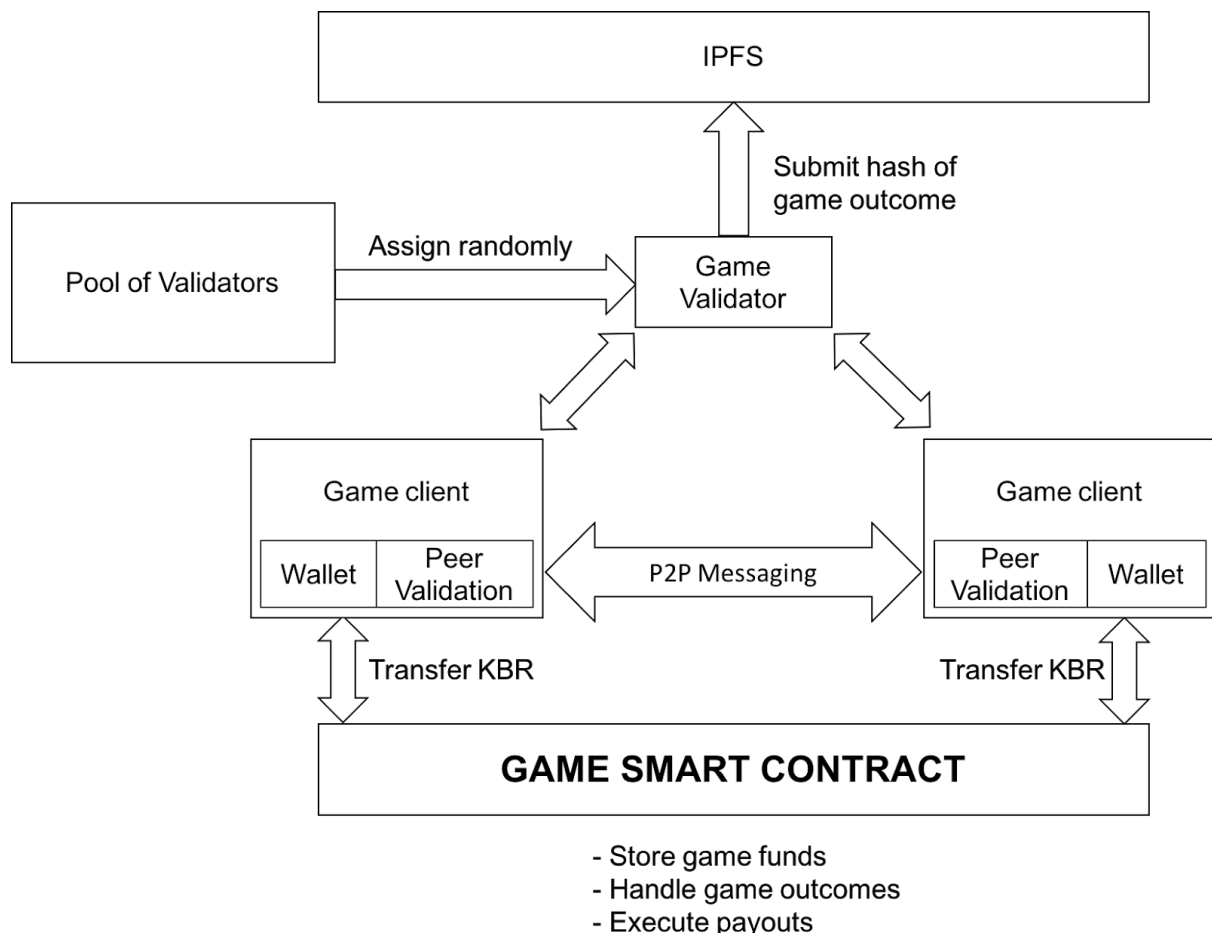 IPFS
Submit hash of
game outcome
Assign randomly
Pool of Validators
Game
Validator
Game client
Wallet
Peer
Validation
P2P Messaging
Game client
Peer
Validation
Wallet
Transfer KBR
Transfer KBR
GAME SMART CONTRACT
- Store game funds
- Handle game outcomes
- Execute payouts